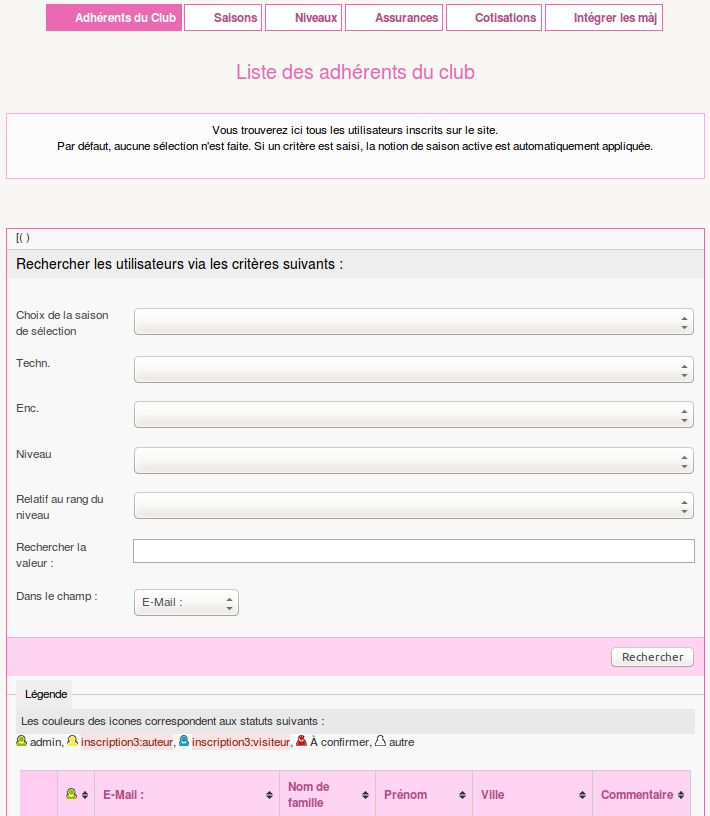 Adhérents du Club Saisons Niveaux Assurances Cotisations Intégrer les màj
Liste des adhérents du club
Vous trouverez ici tous les utilisateurs inscrits sur le site.
Par défaut, aucune sélection n'est faite. Si un critère est saisi, la notion de saison active est automatiquement appliquée.
[( )
Rechercher les utilisateurs via les critères suivants :
Choix de la saison
de sélection
Techn.
Enc.
Niveau
Relatif au rang du
niveau
Rechercher la
valeur :
Dans le champ : E-Mail :
Rechercher
Légende
Les couleurs des icones correspondent aux statuts suivants :
admin, inscription3:auteur, inscription3:visiteur, À confirmer, autre
E-Mail : Nom de famille Prénom Ville Commentaire